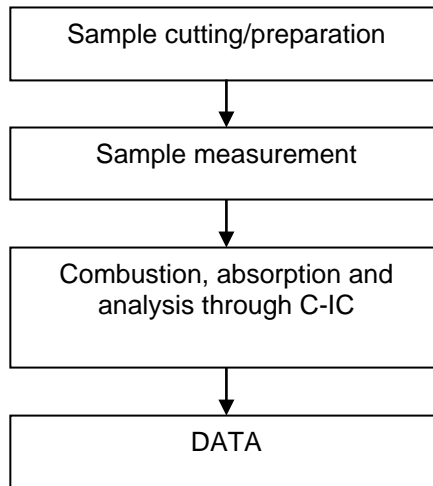 Sample cutting/preparation
Sample measurement
Combustion, absorption and
analysis through C-IC
DATA